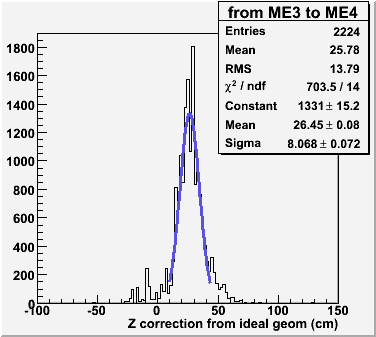 from ME3 to ME4
Entries 2224
Mean 25.78
RMS 13.79
χ² / ndf 703.5 / 14
Constant 1331 ± 15.2
Mean 26.45 ± 0.08
Sigma 8.068 ± 0.072
1800
1600
1400
1200
1000
800
600
400
200
0
-100 -50 0 50 100 150
Z correction from ideal geom (cm)